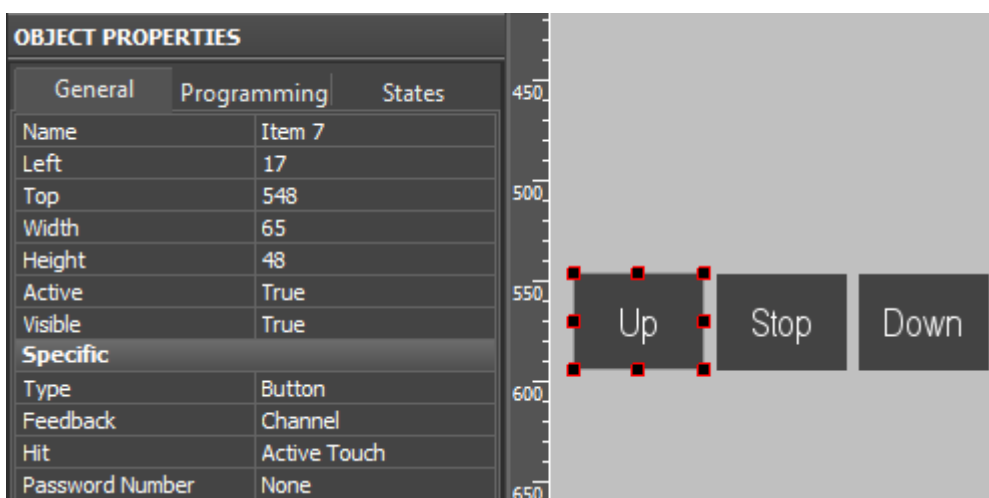 OBJECT PROPERTIES
General Programming States
Name Item 7
Left 17
Top 548
Width 65
Height 48
Active True
Visible True
Specific
Type Button
Feedback Channel
Hit Active Touch
Password Number None
450
500
550
600
650
Up Stop Down